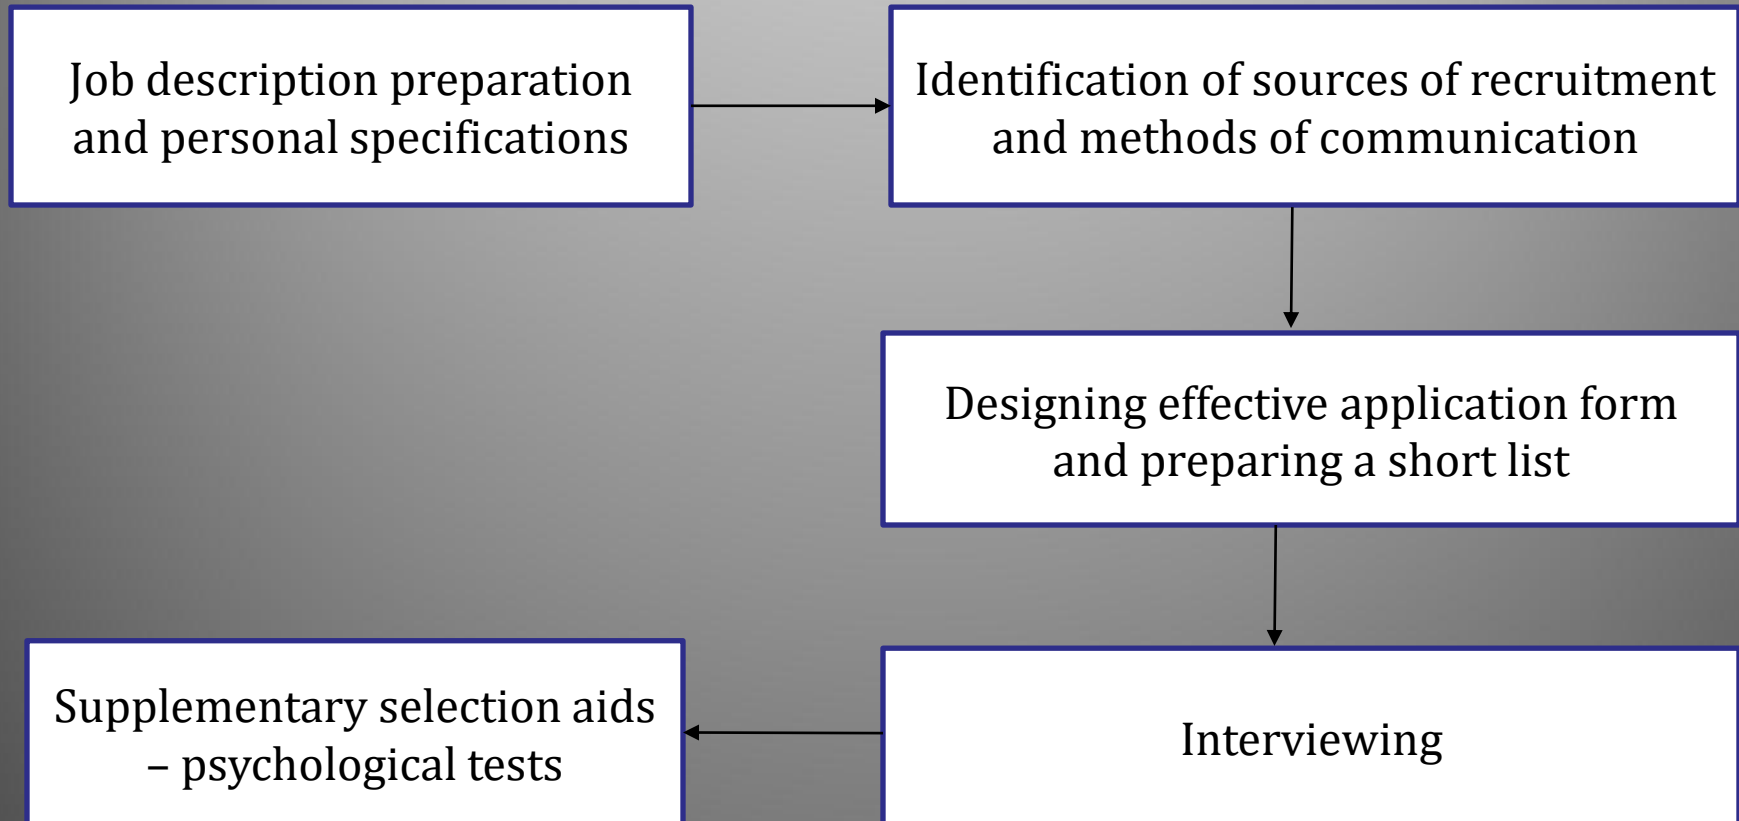 Job description preparation
and personal specifications
Identification of sources of recruitment
and methods of communication
Designing effective application form
and preparing a short list
Interviewing
Supplementary selection aids
– psychological tests